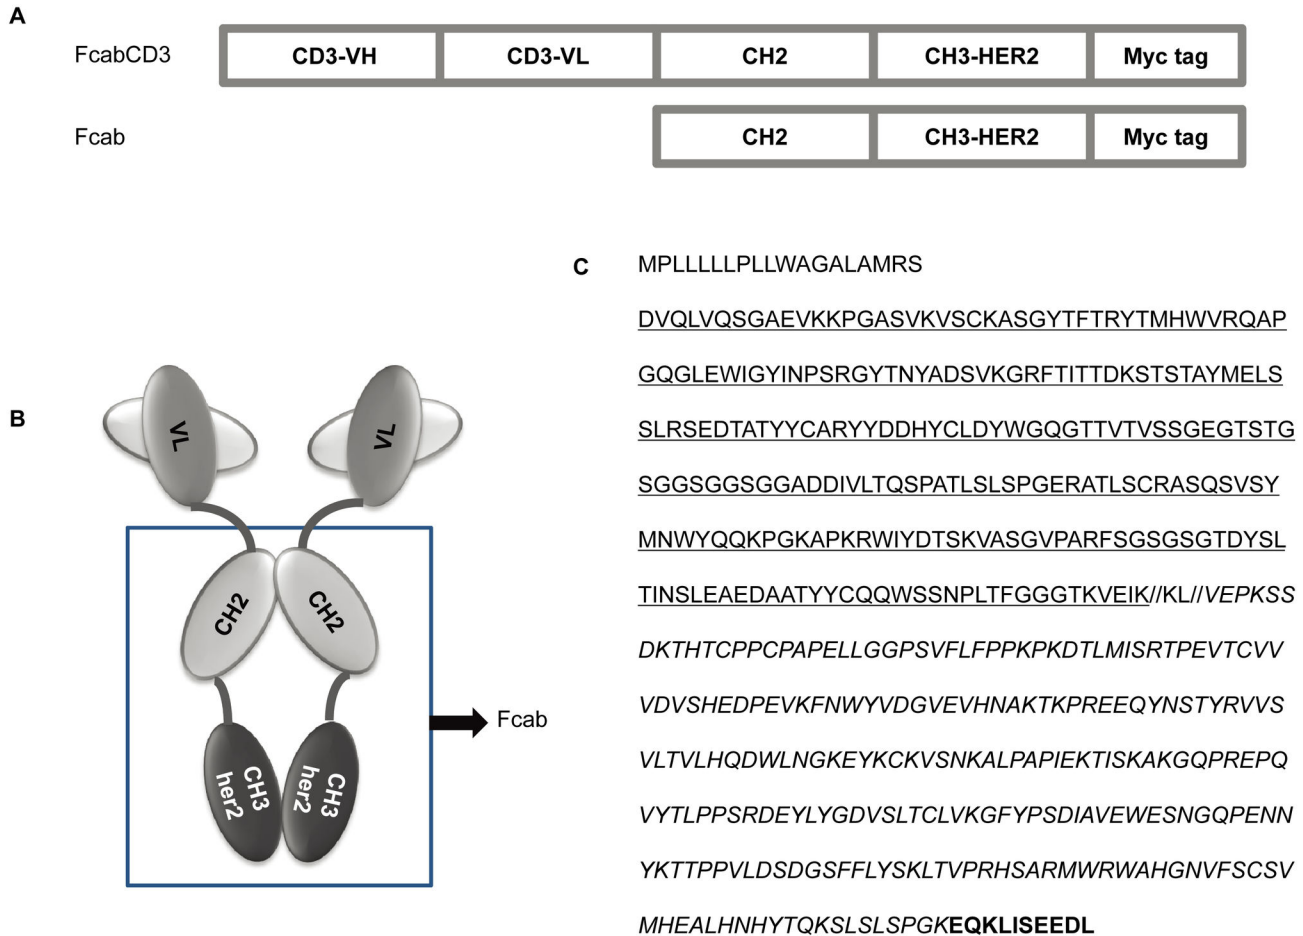 A
FcabCD3
CD3-VH
CD3-VL
CH2
CH3-HER2
Myc tag
Fcab
CH2
CH3-HER2
Myc tag
B
VL
VL
CH2
CH2
CH3
her2
CH3
her2
Fcab
C
MPLLLLLPLLWAGALAMRS
DVQLVQSGAEVKKPGASVKVSCKASGYTFTRYTMHWVRQAP
GQGLEWIGYINPSRGYTNYADSVKGRFTITTDKSTSTAYMELS
SLRSEDTATYYCARYYDDHYCLDYWGQGTTVTVSSGEGTSTG
SGGSGGSGGADDIVLTQSPATLSLSPGERATLSCRASQSVSY
MNWYQQKPGKAPKRWIYDTSKVASGVPARFSGSGSGTDYSL
TINSLEAEDAATYYCQQWSSNPLTFGGGTKVEIK//KL//VEPKSS
DKTHTCPPCPAPELLGGPSVFLFPPKPKDTLMISRTPEVTCVV
VDVSHEDPEVKFNWYVDGVEVHNAKTKPREEQYNSTYRVVS
VLTVLHQDWLNGKEYKCKVSNKALPAPIEKTISKAKGQPREPQ
VYTLPPSRDEYLYGDVSLTCLVKGFYPSDIAVEWESNGQPENN
YKTTPPVLDSDGSFFLYSKLTVPRHSARMWRWAHGNVFSCSV
MHEALHNHYTQKSLSLSPGKEQKLISEEDL